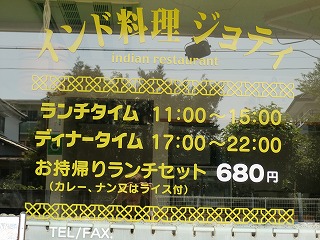 インド料理 ジョティ
indian restaurant
ランチタイム 11:00～15:00
ディナータイム 17:00～22:00
お持帰りランチセット 680円
（カレー、ナン又はライス付）
TEL/FAX.